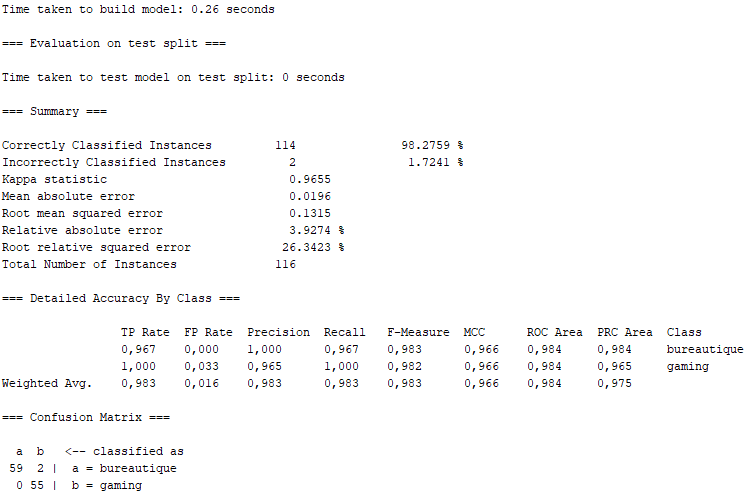 Time taken to build model: 0.26 seconds
=== Evaluation on test split ===
Time taken to test model on test split: 0 seconds
=== Summary ===
Correctly Classified Instances 114 98.2759 %
Incorrectly Classified Instances 2 1.7241 %
Kappa statistic 0.9655
Mean absolute error 0.0196
Root mean squared error 0.1315
Relative absolute error 3.9274 %
Root relative squared error 26.3423 %
Total Number of Instances 116
=== Detailed Accuracy By Class ===
TP Rate FP Rate Precision Recall F-Measure MCC ROC Area PRC Area Class
0,967 0,000 1,000 0,967 0,983 0,966 0,984 0,984 bureautique
1,000 0,033 0,965 1,000 0,982 0,966 0,984 0,965 gaming
Weighted Avg. 0,983 0,016 0,983 0,983 0,983 0,966 0,984 0,975
=== Confusion Matrix ===
a b <-- classified as
59 2 | a = bureautique
0 55 | b = gaming